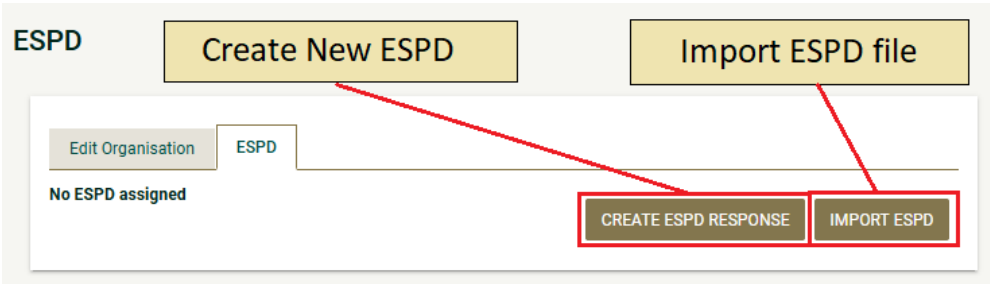 ESPD
Create New ESPD
Import ESPD file
Edit Organisation
ESPD
No ESPD assigned
CREATE ESPD RESPONSE
IMPORT ESPD